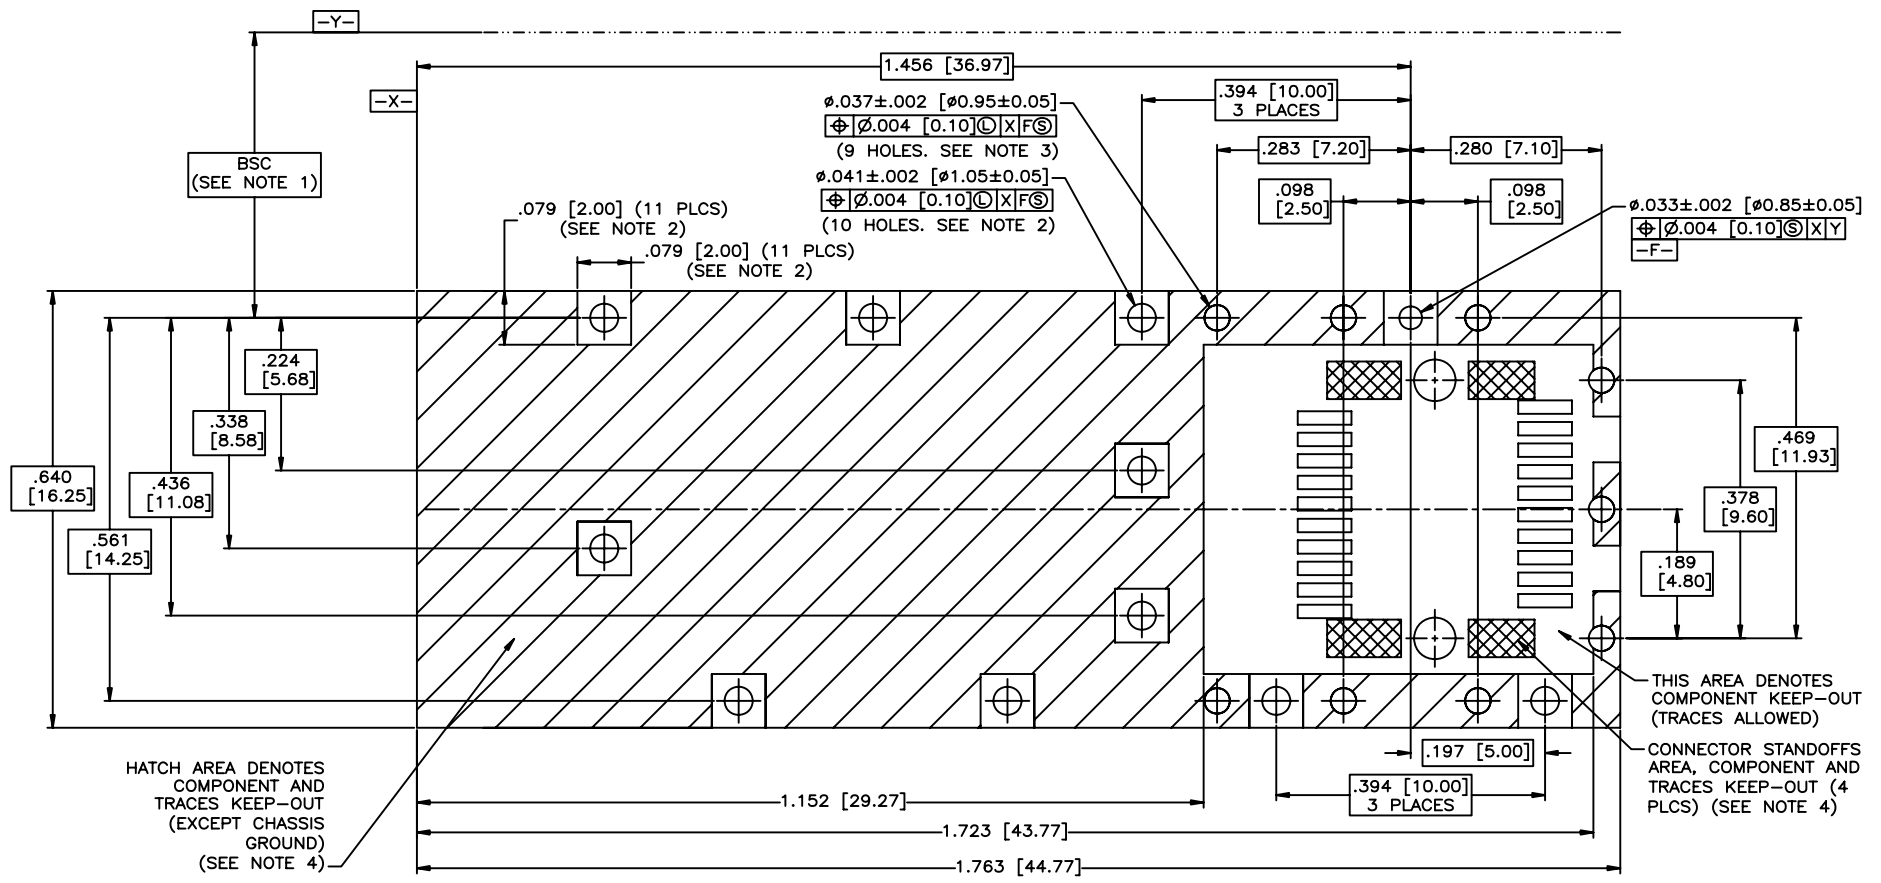 -Y-
1.456 [36.97]
-X-
.394 [10.00]
3 PLACES
ø.037±.002 [ø0.95±0.05]
⌖ Ø.004 [0.10]Ⓛ X FⓈ
(9 HOLES. SEE NOTE 3)
.283 [7.20]
.280 [7.10]
BSC
(SEE NOTE 1)
ø.041±.002 [ø1.05±0.05]
⌖ Ø.004 [0.10]Ⓛ X FⓈ
(10 HOLES. SEE NOTE 2)
.098
[2.50]
.098
[2.50]
ø.033±.002 [ø0.85±0.05]
⌖ Ø.004 [0.10]Ⓢ X Y
-F-
.079 [2.00] (11 PLCS)
(SEE NOTE 2)
.079 [2.00] (11 PLCS)
(SEE NOTE 2)
.224
[5.68]
.338
[8.58]
.436
[11.08]
.640
[16.25]
.561
[14.25]
.469
[11.93]
.378
[9.60]
.189
[4.80]
THIS AREA DENOTES
COMPONENT KEEP-OUT
(TRACES ALLOWED)
CONNECTOR STANDOFFS
AREA, COMPONENT AND
TRACES KEEP-OUT (4
PLCS) (SEE NOTE 4)
.197 [5.00]
.394 [10.00]
3 PLACES
HATCH AREA DENOTES
COMPONENT AND
TRACES KEEP-OUT
(EXCEPT CHASSIS
GROUND)
(SEE NOTE 4)
1.152 [29.27]
1.723 [43.77]
1.763 [44.77]